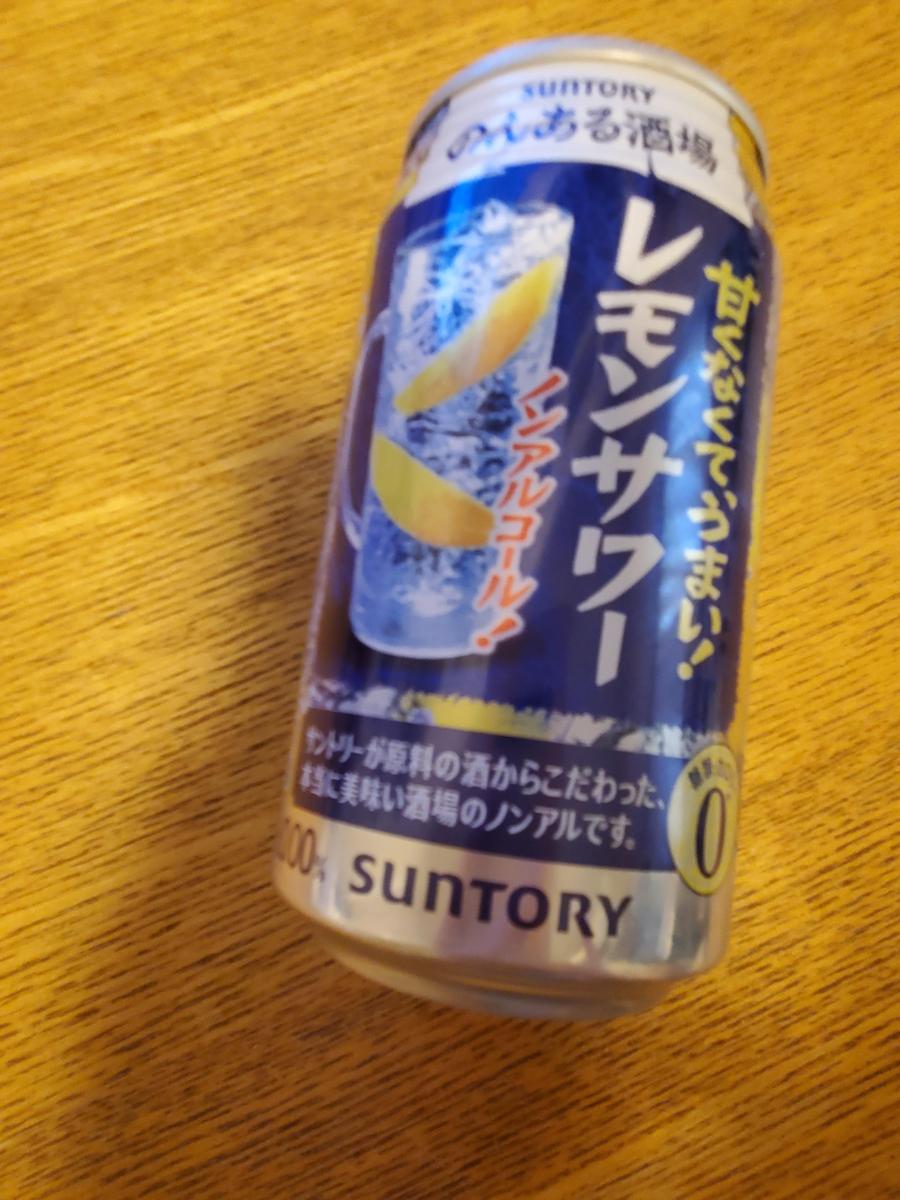 SUNTORY
のんある酒場
甘くなくて、うまい!
レモンサワー
ノンアルコール!
サントリーが原料の酒からこだわった、
本当に美味い酒場のノンアルです。
0
.00%
SUNTORY